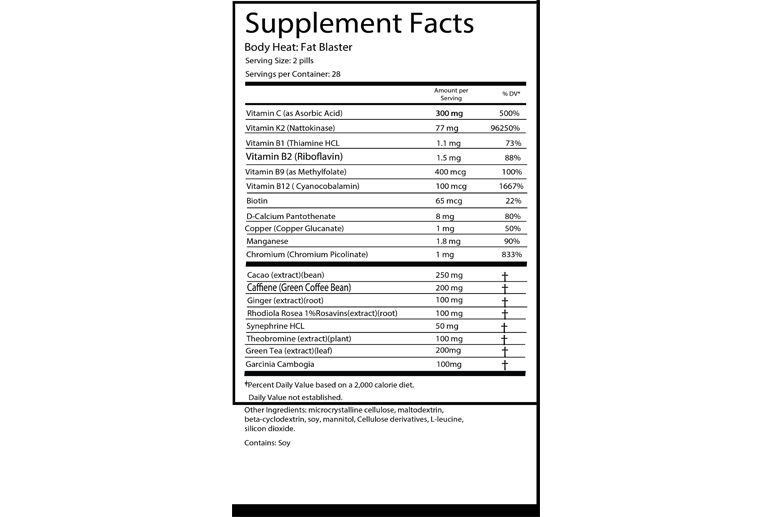 Supplement Facts
Body Heat: Fat Blaster
Serving Size: 2 pills
Servings per Container: 28
Amount per Serving % DV*
Vitamin C (as Asorbic Acid) 300 mg 500%
Vitamin K2 (Nattokinase) 77 mg 96250%
Vitamin B1 (Thiamine HCL 1.1 mg 73%
Vitamin B2 (Riboflavin) 1.5 mg 88%
Vitamin B9 (as Methylfolate) 400 mcg 100%
Vitamin B12 ( Cyanocobalamin) 100 mcg 1667%
Biotin 65 mcg 22%
D-Calcium Pantothenate 8 mg 80%
Copper (Copper Glucanate) 1 mg 50%
Manganese 1.8 mg 90%
Chromium (Chromium Picolinate) 1 mg 833%
Cacao (extract)(bean) 250 mg †
Caffiene (Green Coffee Bean) 200 mg †
Ginger (extract)(root) 100 mg †
Rhodiola Rosea 1%Rosavins(extract)(root) 100 mg †
Synephrine HCL 50 mg †
Theobromine (extract)(plant) 100 mg †
Green Tea (extract)(leaf) 200mg †
Garcinia Cambogia 100mg †
†Percent Daily Value based on a 2,000 calorie diet.
Daily Value not established.
Other Ingredients: microcrystalline cellulose, maltodextrin,
beta-cyclodextrin, soy, mannitol, Cellulose derivatives, L-leucine,
silicon dioxide.
Contains: Soy